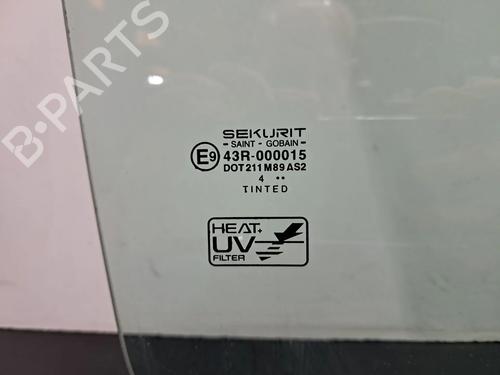 B-PARTS
SEKURIT
- SAINT - GOBAIN -
E9 43R-000015
DOT211M89AS2
4 ..
TINTED
HEAT+
UV
FILTER